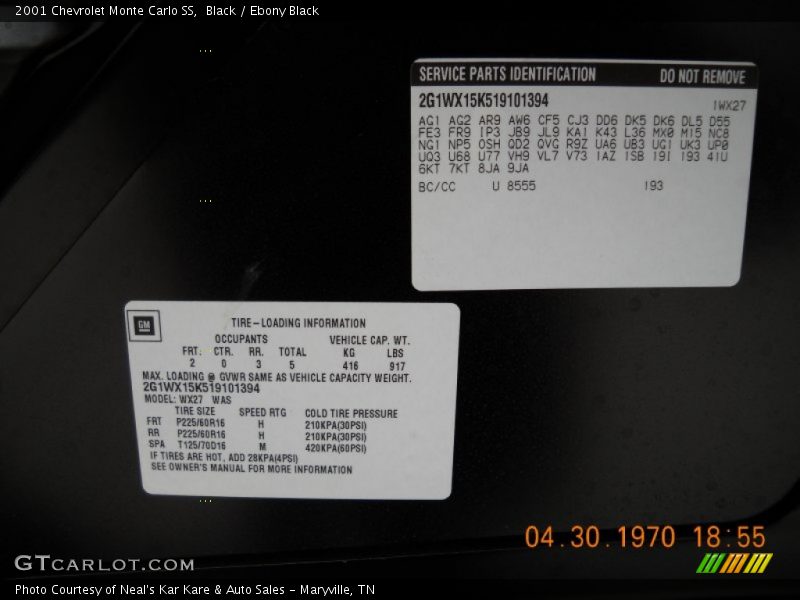 2001 Chevrolet Monte Carlo SS,  Black / Ebony Black
SERVICE PARTS IDENTIFICATION DO NOT REMOVE
2G1WX15K519101394 1WX27
AG1 AG2 AR9 AW6 CF5 CJ3 DD6 DK5 DK6 DL5 D55
FE3 FR9 IP3 JB9 JL9 KA1 K43 L36 MX0 M15 NC8
NG1 NP5 OSH QD2 QVG R9Z UA6 UB3 UG1 UK3 UP0
UQ3 U68 U77 VH9 VL7 V73 1AZ 1SB 19I 193 41U
6KT 7KT 8JA 9JA
BC/CC U 8555 193
GM
TIRE-LOADING INFORMATION
OCCUPANTS VEHICLE CAP. WT.
FRT. CTR. RR. TOTAL KG LBS
2 0 3 5 416 917
MAX. LOADING @ GVWR SAME AS VEHICLE CAPACITY WEIGHT.
2G1WX15K519101394
MODEL: WX27 WAS
TIRE SIZE SPEED RTG COLD TIRE PRESSURE
FRT P225/60R16 H 210KPA(30PSI)
RR P225/60R16 H 210KPA(30PSI)
SPA T125/70D16 M 420KPA(60PSI)
IF TIRES ARE HOT, ADD 28KPA(4PSI)
SEE OWNER'S MANUAL FOR MORE INFORMATION
04.30.1970 18:55
GTCARLOT.COM
Photo Courtesy of Neal's Kar Kare & Auto Sales - Maryville, TN